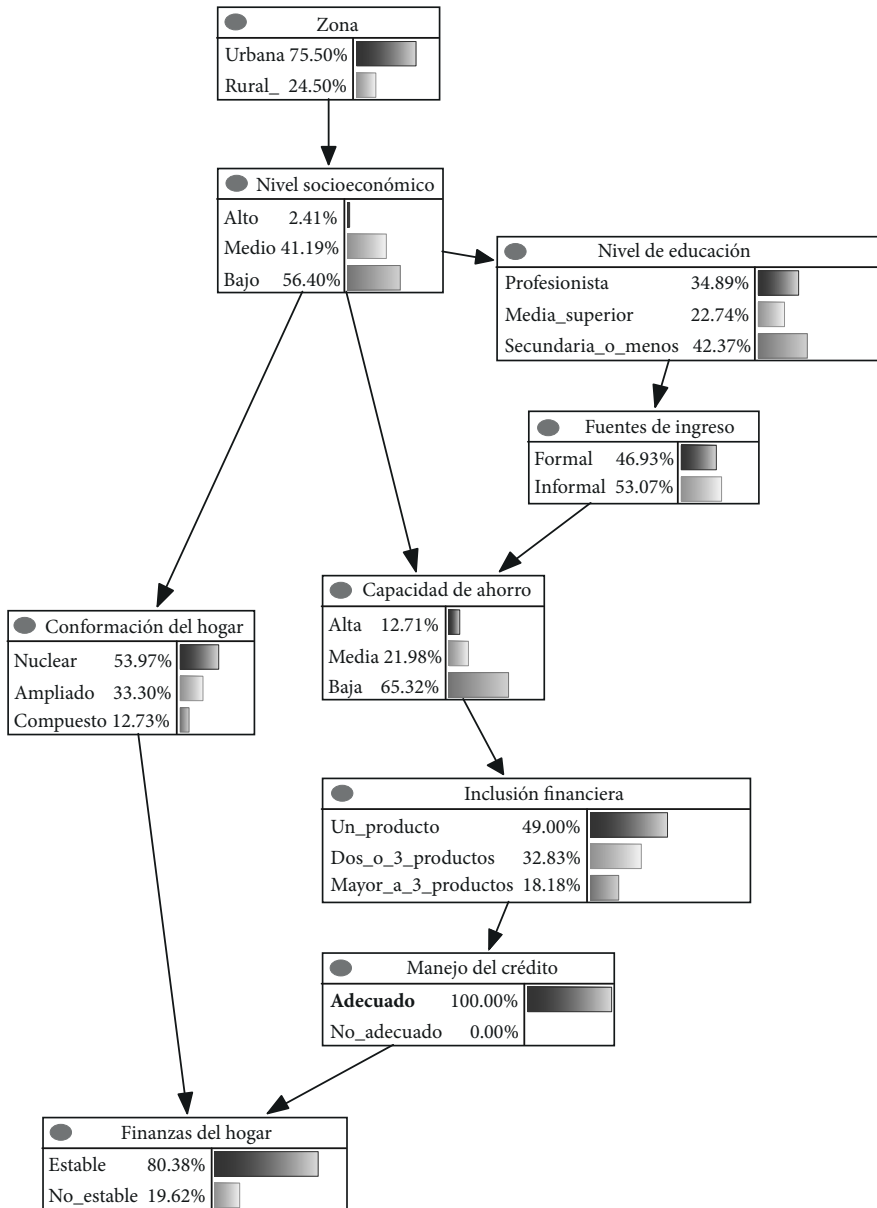 Zona
Urbana 75.50%
Rural_ 24.50%
Nivel socioeconómico
Alto 2.41%
Medio 41.19%
Bajo 56.40%
Nivel de educación
Profesionista 34.89%
Media_superior 22.74%
Secundaria_o_menos 42.37%
Fuentes de ingreso
Formal 46.93%
Informal 53.07%
Capacidad de ahorro
Alta 12.71%
Media 21.98%
Baja 65.32%
Conformación del hogar
Nuclear 53.97%
Ampliado 33.30%
Compuesto 12.73%
Inclusión financiera
Un_producto 49.00%
Dos_o_3_productos 32.83%
Mayor_a_3_productos 18.18%
Manejo del crédito
Adecuado 100.00%
No_adecuado 0.00%
Finanzas del hogar
Estable 80.38%
No_estable 19.62%